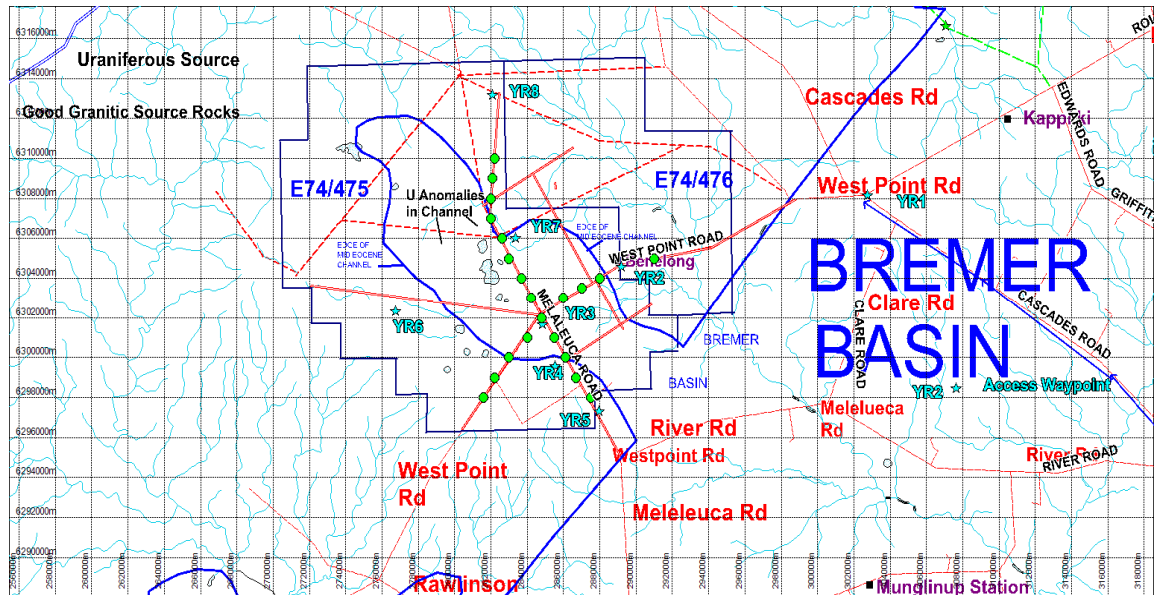 6316000m
Uraniferous Source
6314000m
Good Granitic Source Rocks
6310000m
6308000m
6306000m
6304000m
6302000m
6300000m
6298000m
6296000m
6294000m
6292000m
6290000m
YR8
Cascades Rd
Kappiki
EDWARDS ROAD
E74/475
E74/476
U Anomalies
in Channel
West Point Rd
YR1
YR7
EDGE OF
MID EOCENE
CHANNEL
EDGE OF
MID EOCENE
CHANNEL
WEST POINT ROAD
YR2
BREMER
BASIN
Clare Rd
CLARE ROAD
CASCADES ROAD
YR6
YR3
MELALEUCA ROAD
BREMER
BASIN
YR4
YR5
YR2
Access Waypoint
Melelueca
Rd
River Rd
Westpoint Rd
RIVER ROAD
West Point
Rd
Meleleuca Rd
Rawlinson
Munglinup Station